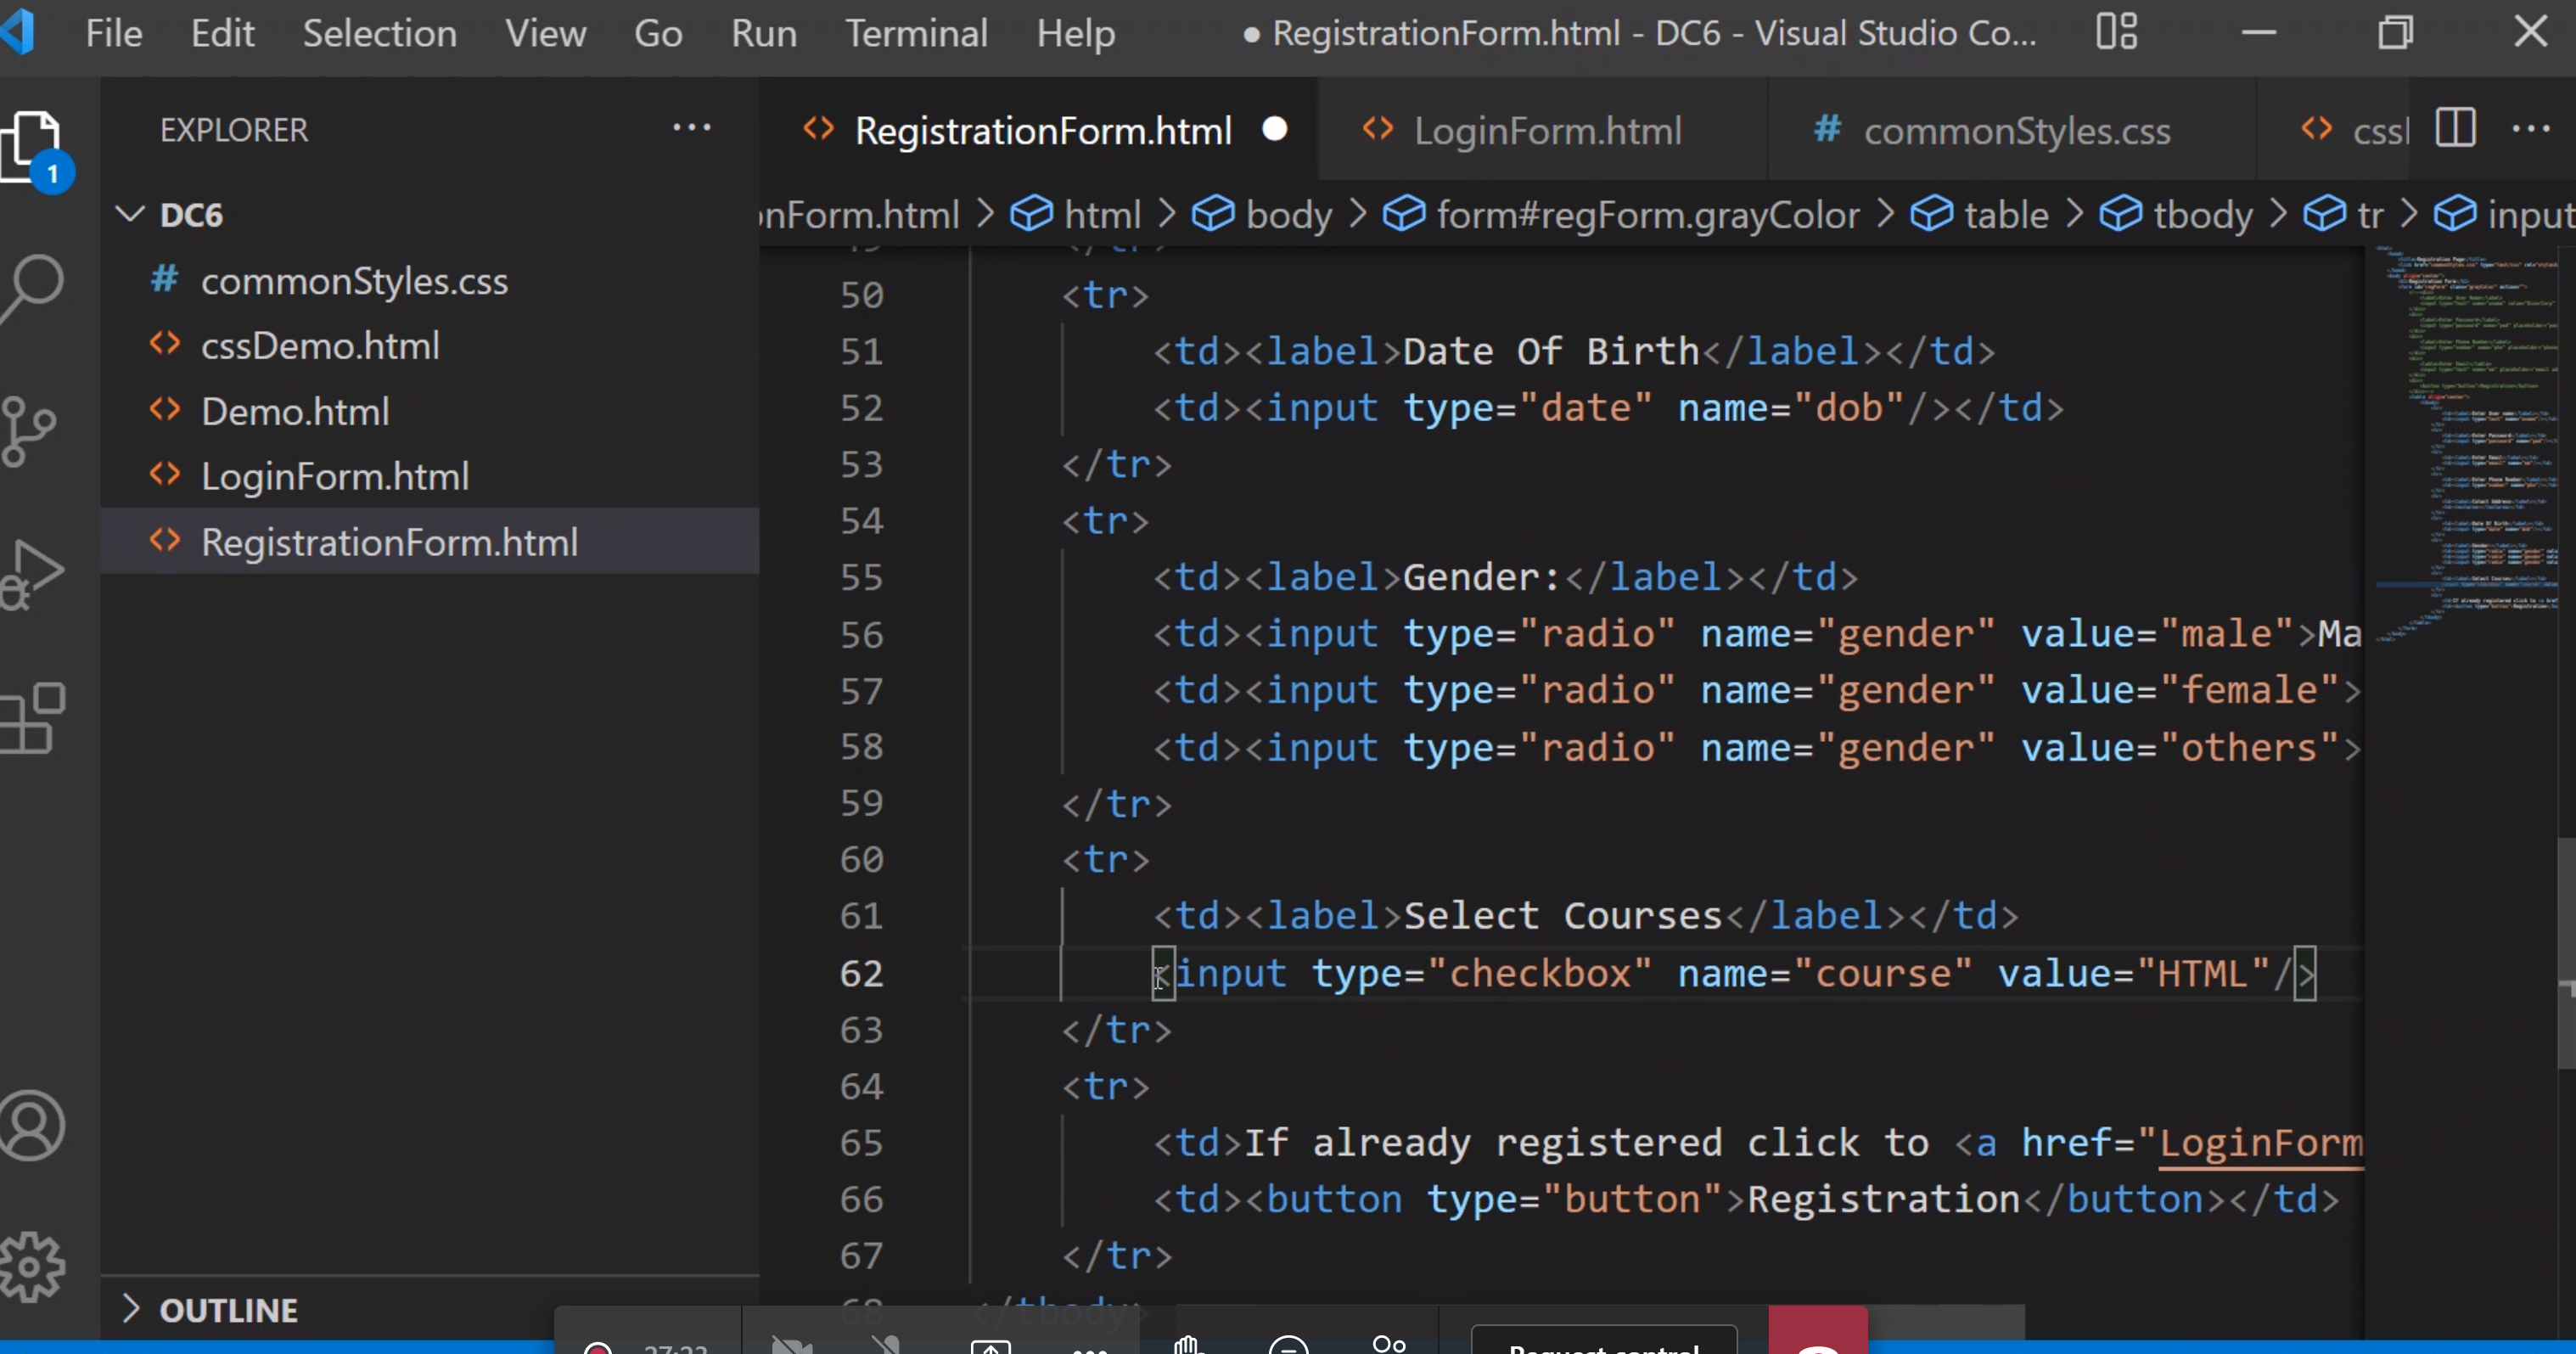 File Edit Selection View Go Run Terminal Help ● RegistrationForm.html - DC6 - Visual Studio Co...
EXPLORER ...
1
DC6
# commonStyles.css
<> cssDemo.html
<> Demo.html
<> LoginForm.html
<> RegistrationForm.html
OUTLINE
<> RegistrationForm.html ● <> LoginForm.html # commonStyles.css <> css
onForm.html > html > body > form#regForm.grayColor > table > tbody > tr > input
49 </tr>
50 <tr>
51 <td><label>Date Of Birth</label></td>
52 <td><input type="date" name="dob"/></td>
53 </tr>
54 <tr>
55 <td><label>Gender:</label></td>
56 <td><input type="radio" name="gender" value="male">Ma
57 <td><input type="radio" name="gender" value="female">
58 <td><input type="radio" name="gender" value="others">
59 </tr>
60 <tr>
61 <td><label>Select Courses</label></td>
62 <input type="checkbox" name="course" value="HTML"/>
63 </tr>
64 <tr>
65 <td>If already registered click to <a href="LoginForm
66 <td><button type="button">Registration</button></td>
67 </tr>
68 </tbody>
Request control